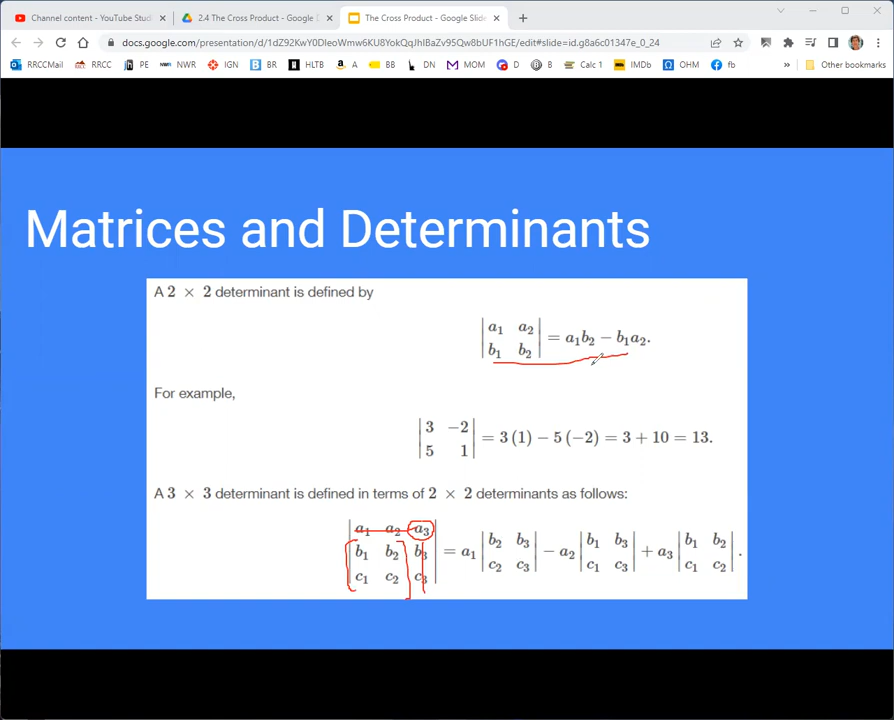 Channel content - YouTube Studi
2.4 The Cross Product - Google D
The Cross Product - Google Slide
docs.google.com/presentation/d/1dZ92KwY0DleoWmw6KU8YokQqJhIBaZv95Qw8bUF1hGE/edit#slide=id.g8a6c01347e_0_24
RRCCMail RRCC PE NWR IGN BR HLTB A BB DN MOM D B Calc 1 IMDb OHM fb » Other bookmarks
Matrices and Determinants
A 2 × 2 determinant is defined by
| a₁ a₂ |
| b₁ b₂ | = a₁b₂ − b₁a₂.
For example,
| 3 −2 |
| 5 1 | = 3 (1) − 5 (−2) = 3 + 10 = 13.
A 3 × 3 determinant is defined in terms of 2 × 2 determinants as follows:
| a₁ a₂ a₃ |
| b₁ b₂ b₃ | = a₁ | b₂ b₃ | − a₂ | b₁ b₃ | + a₃ | b₁ b₂ | .
| c₁ c₂ c₃ | | c₂ c₃ | | c₁ c₃ | | c₁ c₂ |